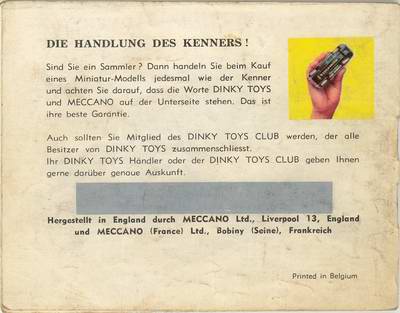 DIE HANDLUNG DES KENNERS !
Sind Sie ein Sammler ? Dann handeln Sie beim Kauf
eines Miniatur-Modells jedesmal wie der Kenner
und achten Sie darauf, dass die Worte DINKY TOYS
und MECCANO auf der Unterseite stehen. Das ist
ihre beste Garantie.
Auch sollten Sie Mitglied des DINKY TOYS CLUB werden, der alle
Besitzer von DINKY TOYS zusammenschliesst.
Ihr DINKY TOYS Händler oder der DINKY TOYS CLUB geben Ihnen
gerne darüber genaue Auskunft.
Hergestellt in England durch MECCANO Ltd., Liverpool 13, England
und MECCANO (France) Ltd., Bobiny (Seine), Frankreich
Printed in Belgium